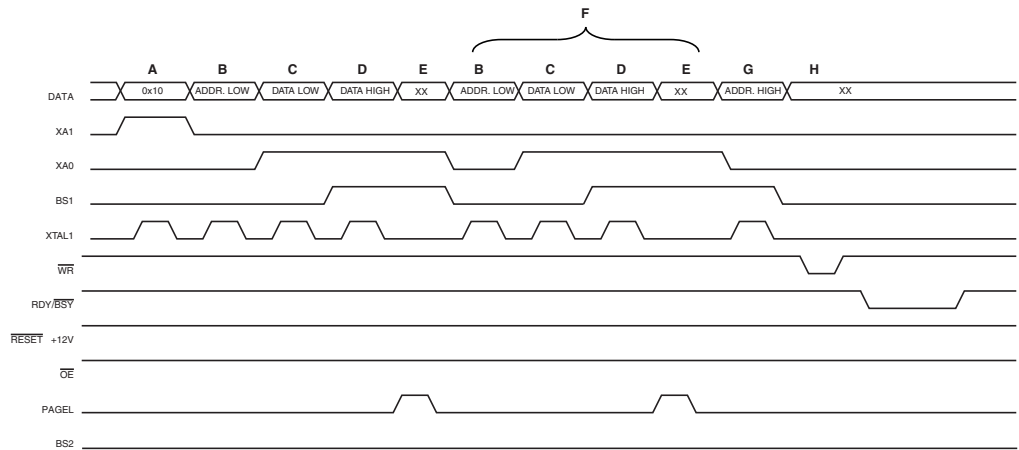 F
A B C D E B C D E G H
DATA 0x10 ADDR. LOW DATA LOW DATA HIGH XX ADDR. LOW DATA LOW DATA HIGH XX ADDR. HIGH XX
XA1
XA0
BS1
XTAL1
WR
RDY/BSY
RESET +12V
OE
PAGEL
BS2